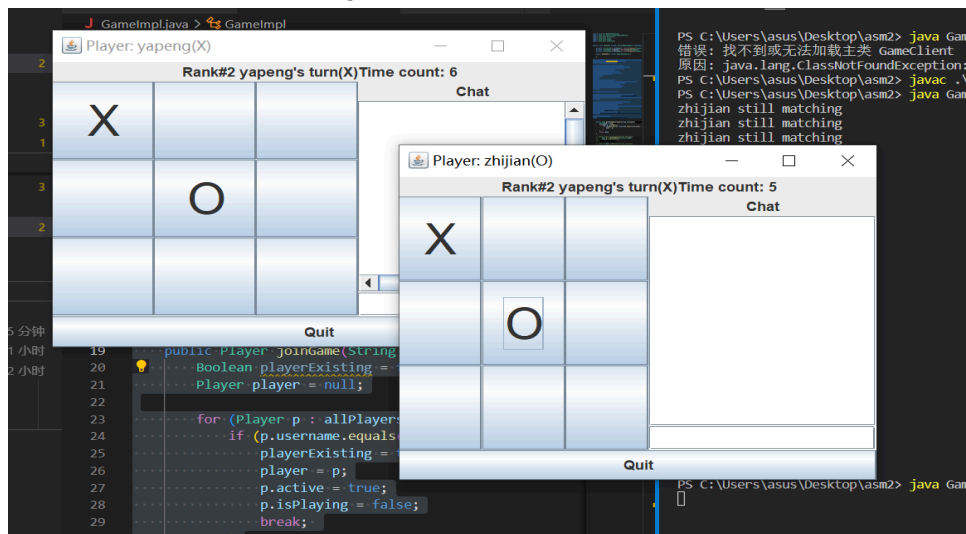 GameImpl.java > GameImpl
Player: yapeng(X)
Rank#2 yapeng's turn(X)Time count: 6
Chat
X
O
Quit
2
3
1
3
2
5 分钟
1 小时
2 小时
Player: zhijian(O)
Rank#2 yapeng's turn(X)Time count: 5
Chat
X
O
Quit
19 public Player joinGame(String
20 Boolean playerExisting =
21 Player player = null;
22
23 for (Player p : allPlayers
24 if (p.username.equals
25 playerExisting =
26 player = p;
27 p.active = true;
28 p.isPlaying = false;
29 break;
PS C:\Users\asus\Desktop\asm2> java Gam
错误: 找不到或无法加载主类 GameClient
原因: java.lang.ClassNotFoundException:
PS C:\Users\asus\Desktop\asm2> javac .\
PS C:\Users\asus\Desktop\asm2> java Gam
zhijian still matching
zhijian still matching
zhijian still matching
PS C:\Users\asus\Desktop\asm2> java Gam